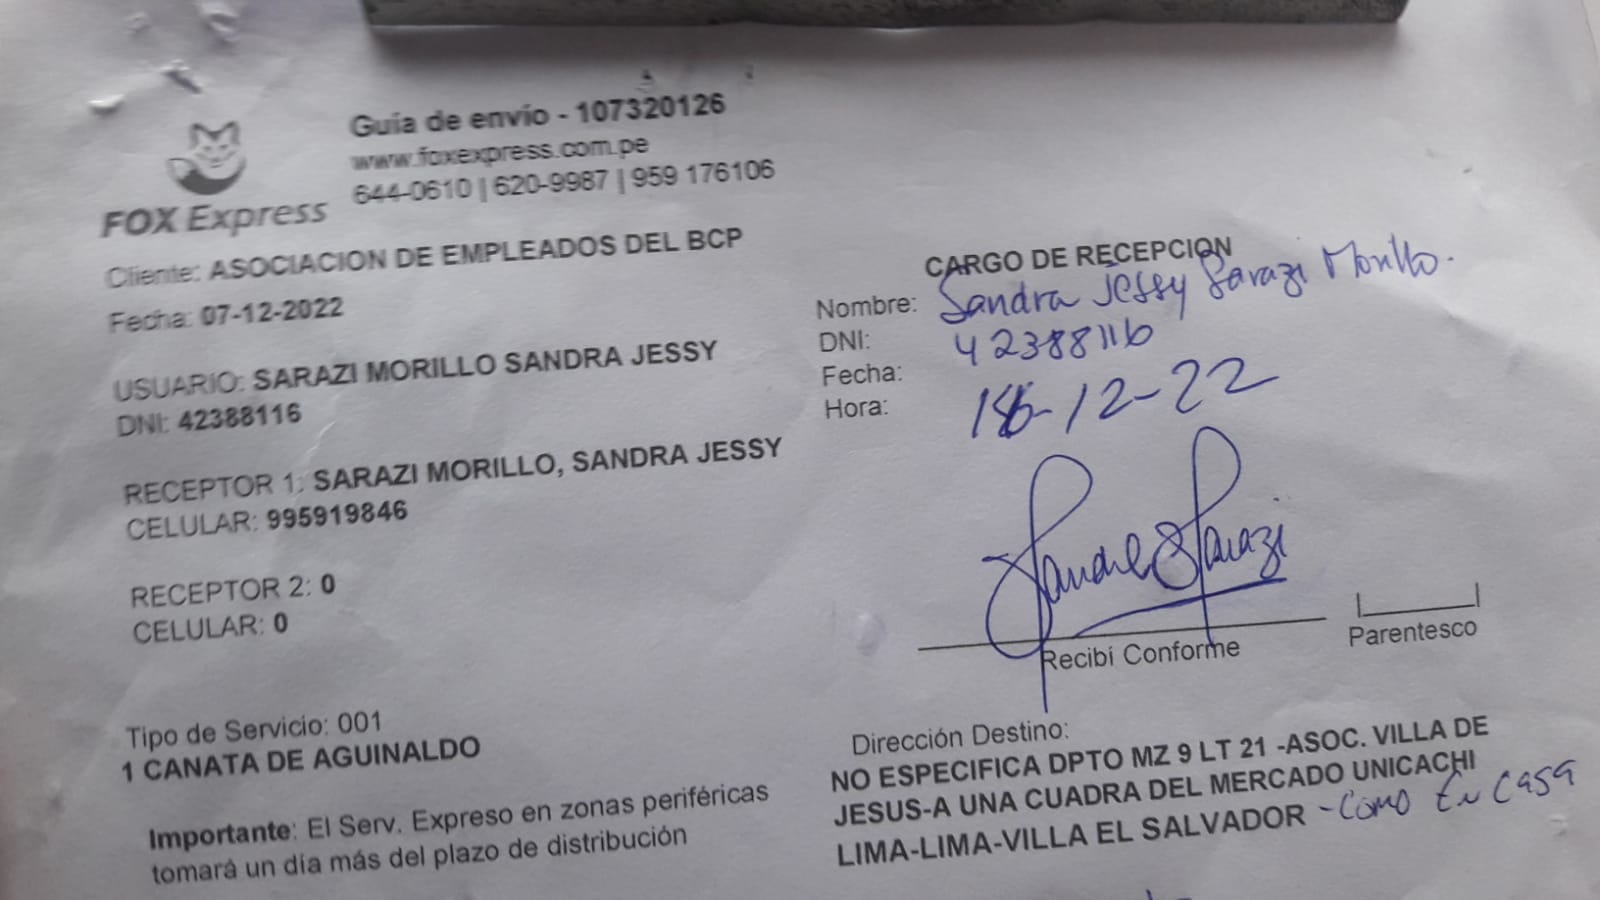 Guía de envío - 107320126
www.foxexpress.com.pe
644-0610 | 620-9987 | 959 176106
FOX Express
Cliente: ASOCIACION DE EMPLEADOS DEL BCP
Fecha: 07-12-2022
USUARIO: SARAZI MORILLO SANDRA JESSY
DNI: 42388116
RECEPTOR 1: SARAZI MORILLO, SANDRA JESSY
CELULAR: 995919846
RECEPTOR 2: 0
CELULAR: 0
Tipo de Servicio: 001
1 CANATA DE AGUINALDO
Importante: El Serv. Expreso en zonas periféricas
tomará un día más del plazo de distribución
CARGO DE RECEPCION
Nombre: Sandra Jessy Sarazi Morillo.
DNI: 42388116
Fecha:
Hora: -12-22
Sandra Sarazi
Recibí Conforme
Parentesco
Dirección Destino:
NO ESPECIFICA DPTO MZ 9 LT 21 -ASOC. VILLA DE
JESUS-A UNA CUADRA DEL MERCADO UNICACHI
LIMA-LIMA-VILLA EL SALVADOR - Como En Casa